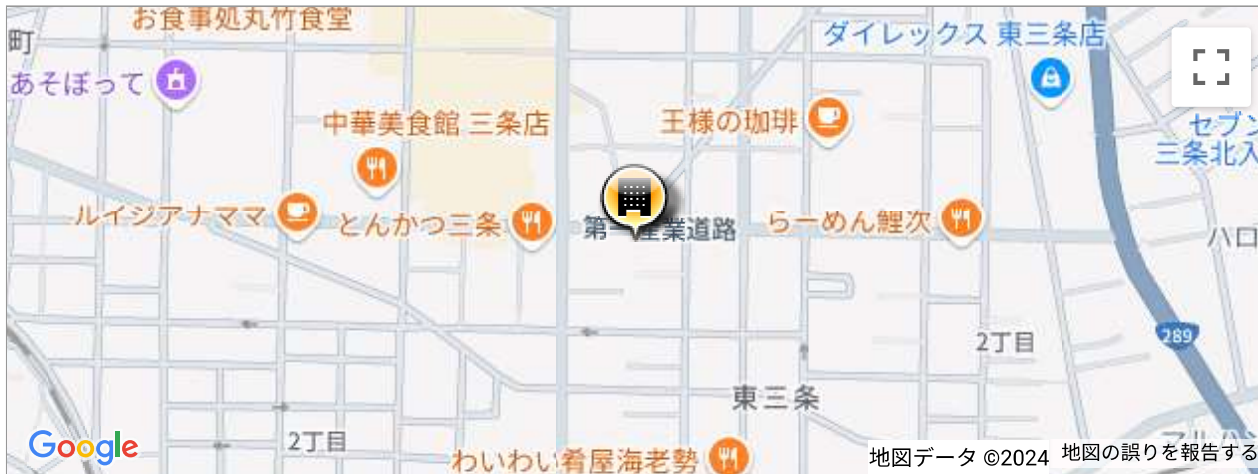 お食事処丸竹食堂
ダイレックス 東三条店
町
あそぼって
中華美食館 三条店
王様の珈琲
セブン
三条北入
ルイジアナママ
とんかつ三条
第一産業道路
らーめん鯉次
ハロ
289
2丁目
東三条
2丁目
Google
わいわい肴屋海老勢
地図データ ©2024
地図の誤りを報告する